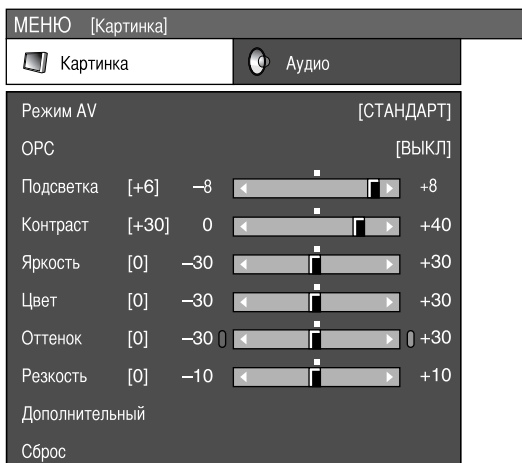 МЕНЮ [Картинка]
Картинка Аудио
Режим AV [СТАНДАРТ]
OPC [ВЫКЛ]
Подсветка [+6] –8 +8
Контраст [+30] 0 +40
Яркость [0] –30 +30
Цвет [0] –30 +30
Оттенок [0] –30 +30
Резкость [0] –10 +10
Дополнительный
Сброс